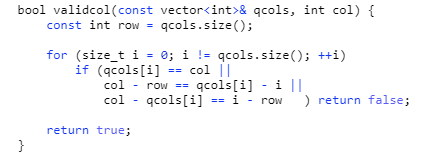 bool validcol(const vector<int>& qcols, int col) {
    const int row = qcols.size();

    for (size_t i = 0; i != qcols.size(); ++i)
        if (qcols[i] == col ||
            col - row == qcols[i] - i ||
            col - qcols[i] == i - row   ) return false;

    return true;
}